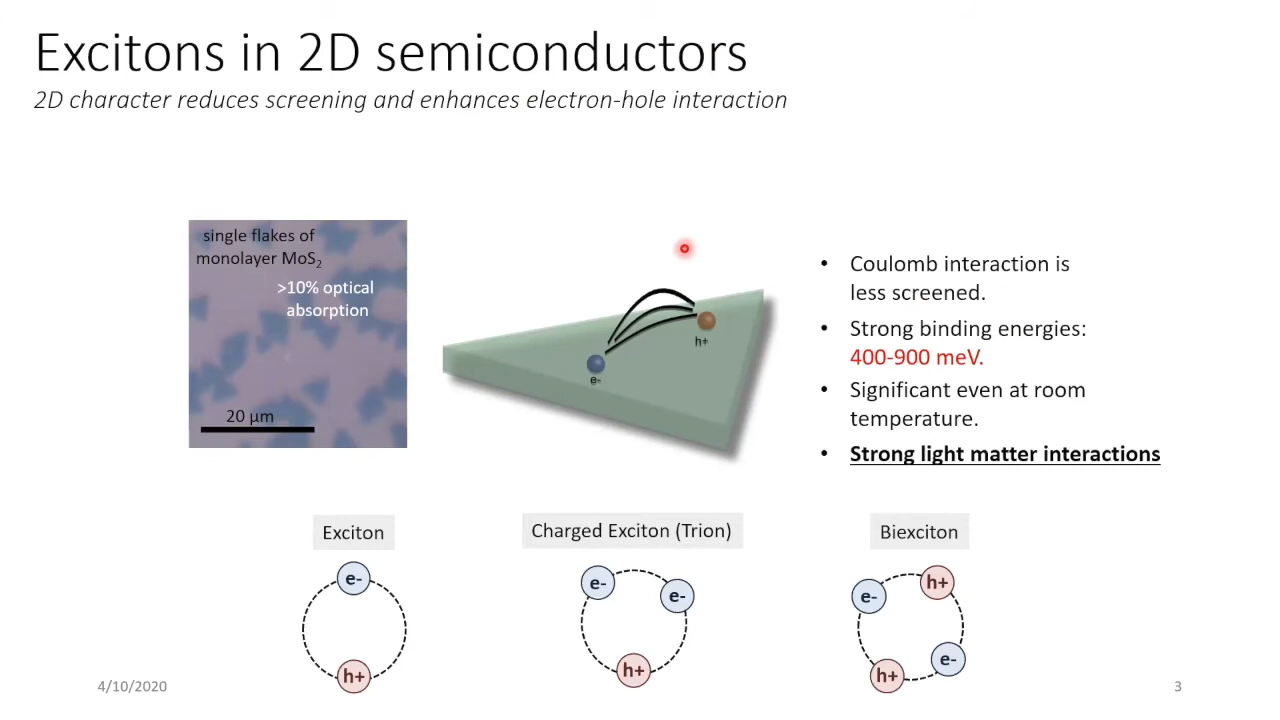 Excitons in 2D semiconductors
2D character reduces screening and enhances electron-hole interaction
single flakes of
monolayer MoS₂
>10% optical
absorption
20 µm
h+
e-
• Coulomb interaction is
less screened.
• Strong binding energies:
400-900 meV.
• Significant even at room
temperature.
• Strong light matter interactions
Exciton
e-
h+
Charged Exciton (Trion)
e-
e-
h+
Biexciton
h+
e-
e-
h+
4/10/2020
3